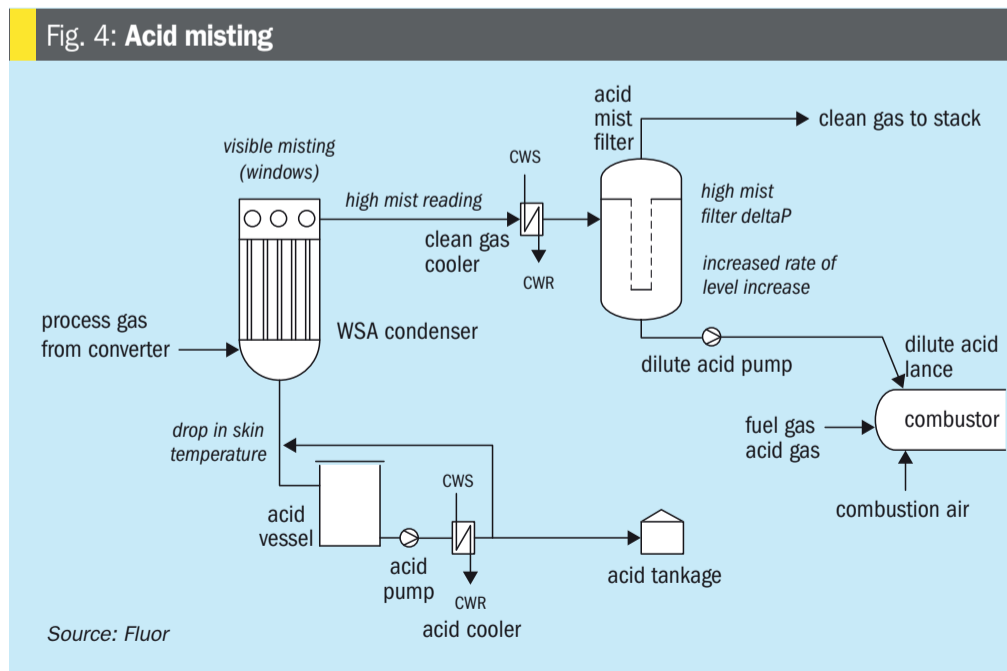 Fig. 4: Acid misting
acid
mist
filter
clean gas to stack
visible misting
(windows)
CWS
high mist reading
high mist
filter deltaP
clean gas
cooler
CWR
increased rate of
level increase
process gas
from converter
WSA condenser
dilute acid pump
dilute acid
lance
combustor
fuel gas
acid gas
combustion air
drop in skin
temperature
CWS
acid
vessel
acid
pump
CWR
acid cooler
acid tankage
Source: Fluor